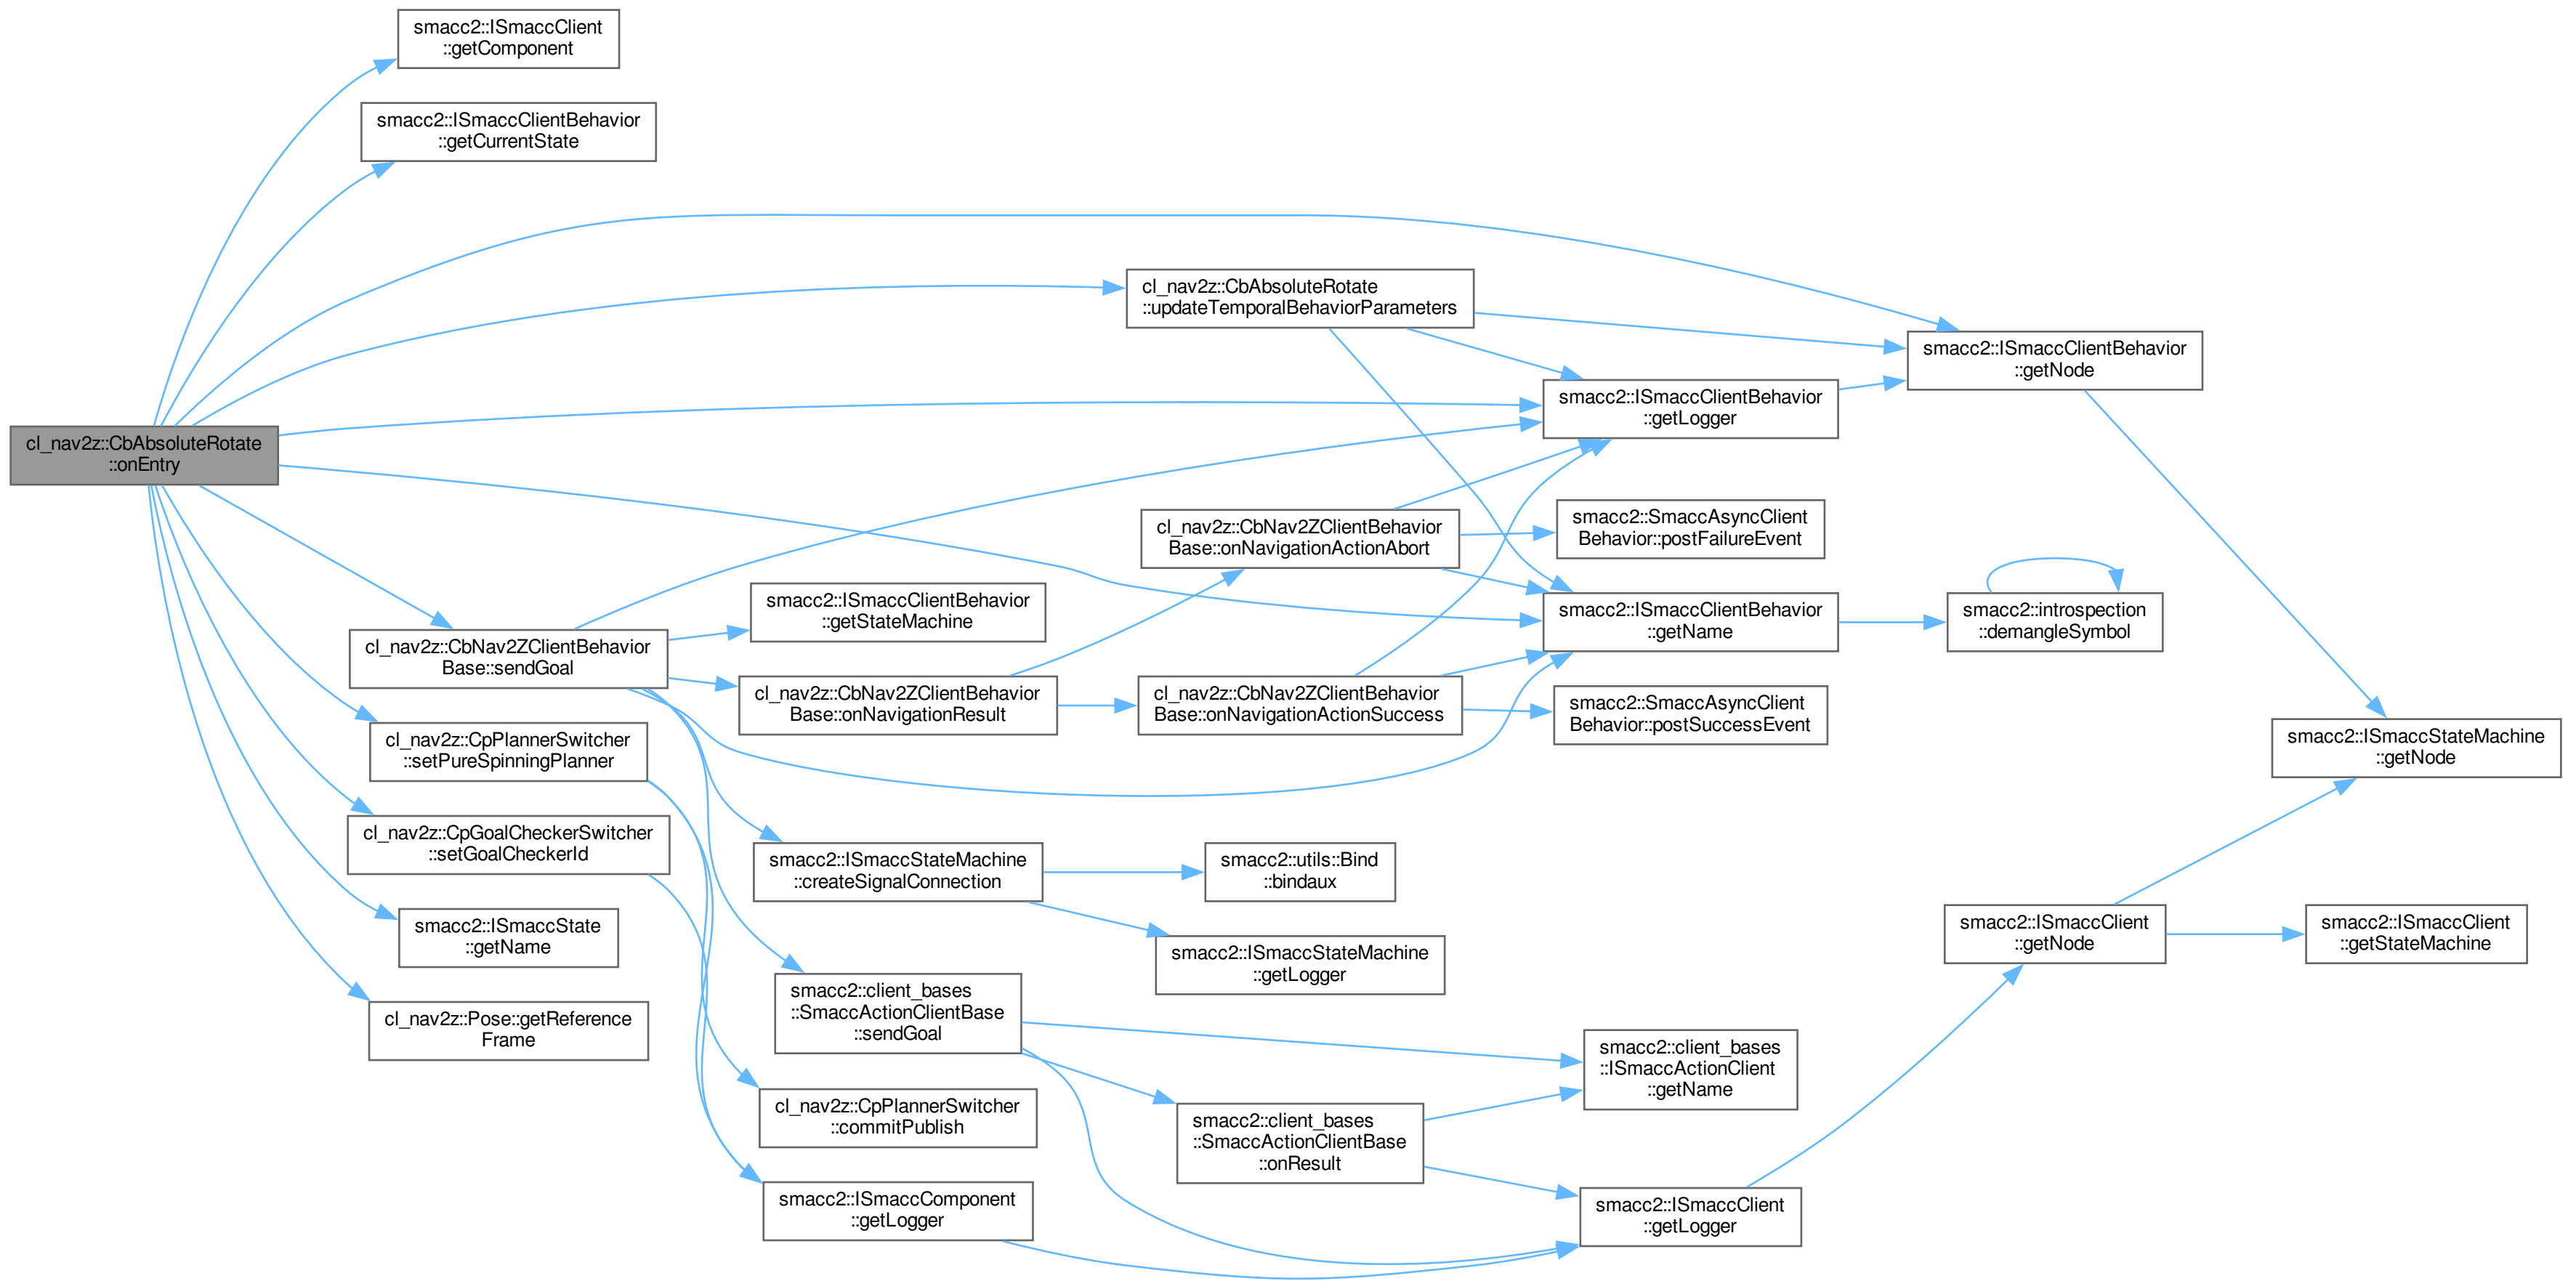 smacc2::ISmaccClient
::getComponent
smacc2::ISmaccClientBehavior
::getCurrentState
cl_nav2z::CbAbsoluteRotate
::updateTemporalBehaviorParameters
smacc2::ISmaccClientBehavior
::getNode
smacc2::ISmaccClientBehavior
::getLogger
cl_nav2z::CbAbsoluteRotate
::onEntry
cl_nav2z::CbNav2ZClientBehavior
Base::onNavigationActionAbort
smacc2::SmaccAsyncClient
Behavior::postFailureEvent
smacc2::ISmaccClientBehavior
::getStateMachine
smacc2::ISmaccClientBehavior
::getName
smacc2::introspection
::demangleSymbol
cl_nav2z::CbNav2ZClientBehavior
Base::sendGoal
cl_nav2z::CbNav2ZClientBehavior
Base::onNavigationResult
cl_nav2z::CbNav2ZClientBehavior
Base::onNavigationActionSuccess
smacc2::SmaccAsyncClient
Behavior::postSuccessEvent
cl_nav2z::CpPlannerSwitcher
::setPureSpinningPlanner
smacc2::ISmaccStateMachine
::getNode
cl_nav2z::CpGoalCheckerSwitcher
::setGoalCheckerId
smacc2::ISmaccStateMachine
::createSignalConnection
smacc2::utils::Bind
::bindaux
smacc2::ISmaccState
::getName
smacc2::ISmaccStateMachine
::getLogger
smacc2::ISmaccClient
::getNode
smacc2::ISmaccClient
::getStateMachine
cl_nav2z::Pose::getReference
Frame
smacc2::client_bases
::SmaccActionClientBase
::sendGoal
smacc2::client_bases
::ISmaccActionClient
::getName
cl_nav2z::CpPlannerSwitcher
::commitPublish
smacc2::client_bases
::SmaccActionClientBase
::onResult
smacc2::ISmaccComponent
::getLogger
smacc2::ISmaccClient
::getLogger